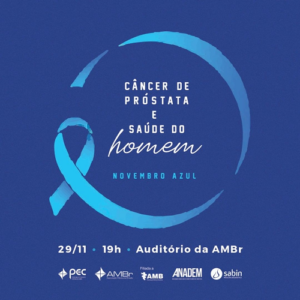 CÂNCER DE
PRÓSTATA
E
SAÚDE DO
homem
NOVEMBRO AZUL
29/11 • 19h • Auditório da AMBr
PEC AMBr AMB ANADEM sabin